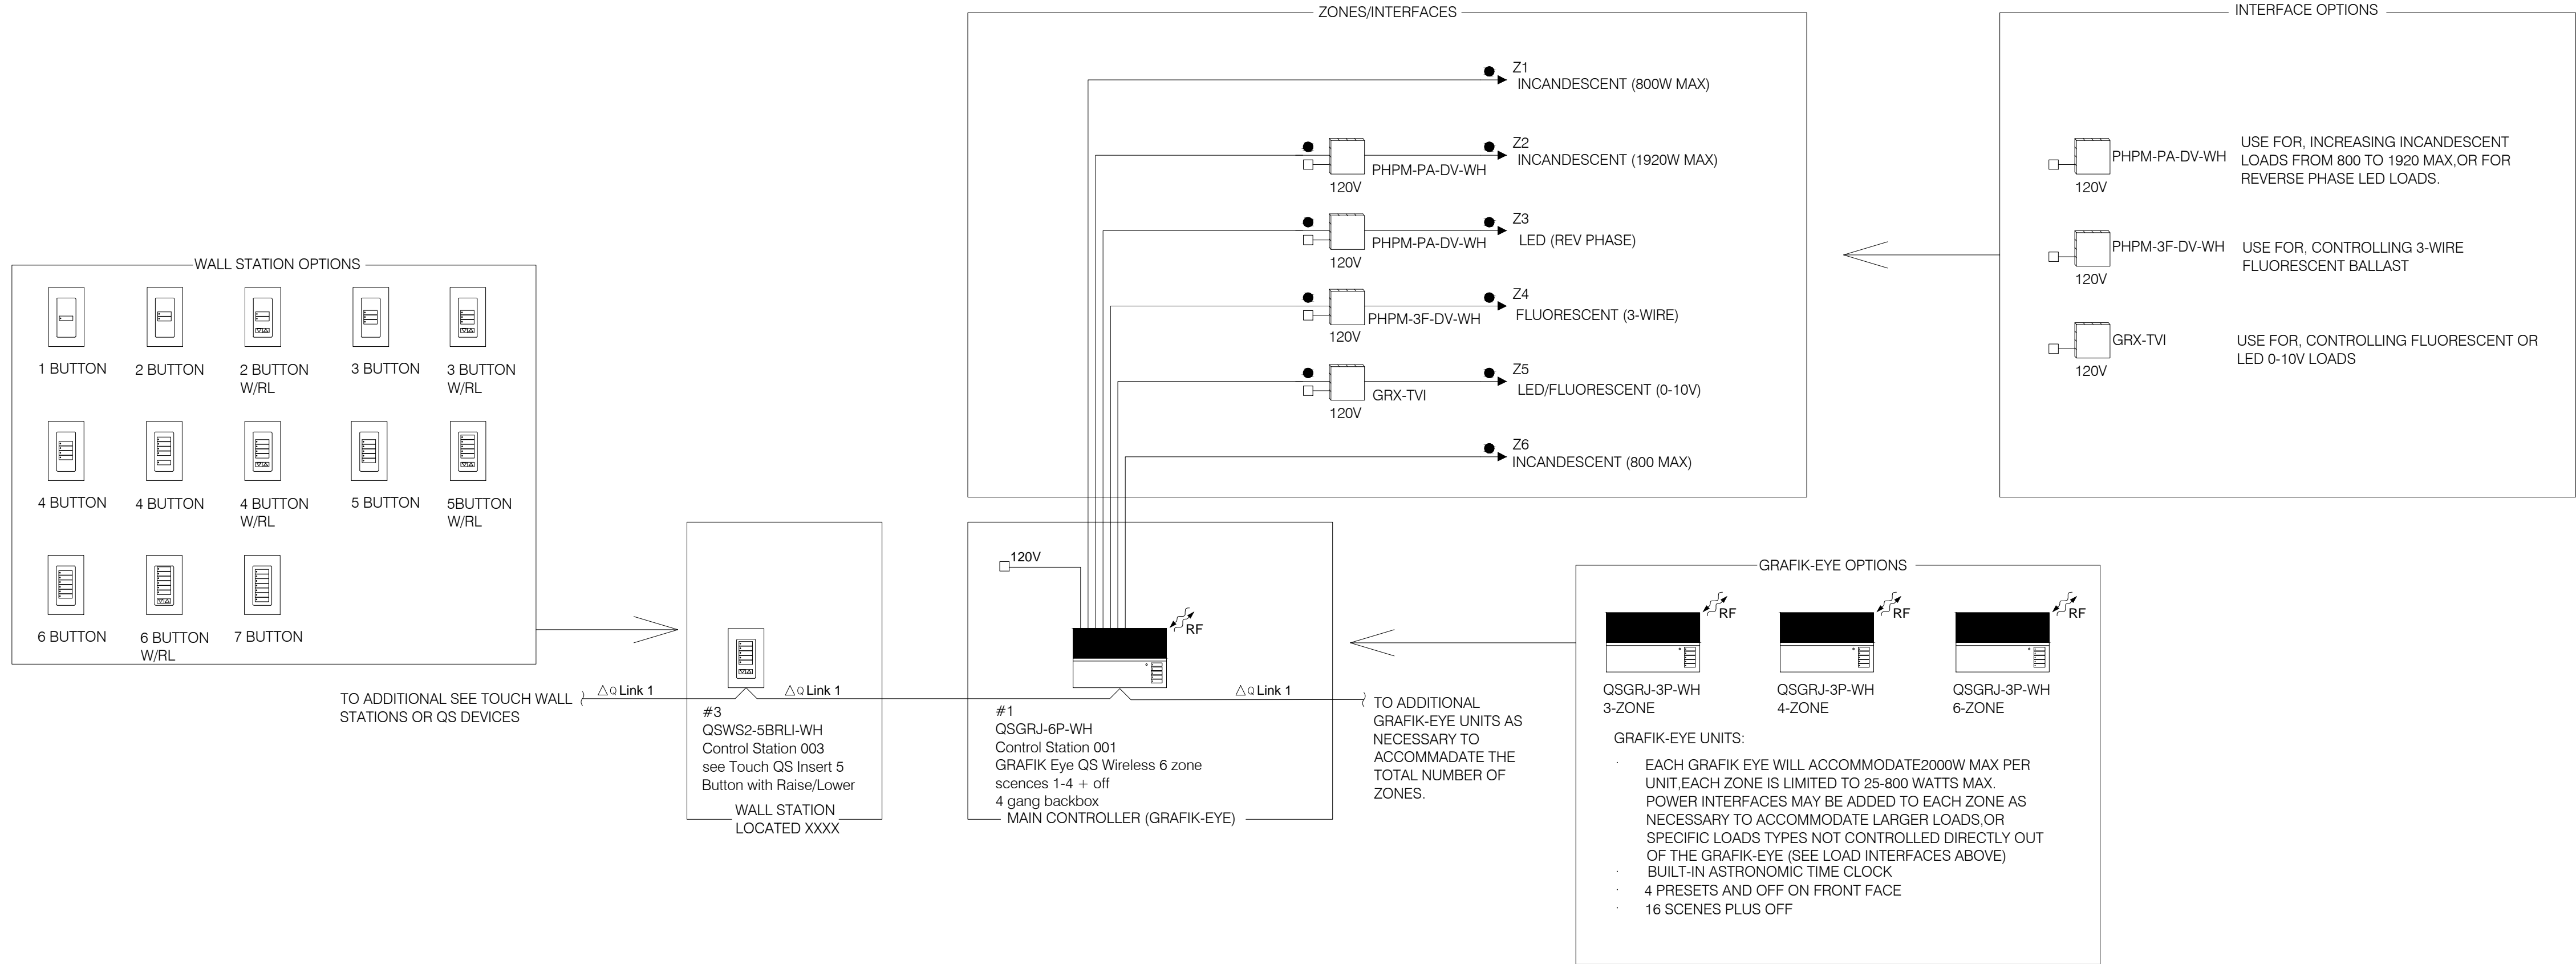 ZONES/INTERFACES
Z1
INCANDESCENT (800W MAX)
Z2
INCANDESCENT (1920W MAX)
PHPM-PA-DV-WH
120V
Z3
LED (REV PHASE)
PHPM-PA-DV-WH
120V
Z4
FLUORESCENT (3-WIRE)
PHPM-3F-DV-WH
120V
Z5
LED/FLUORESCENT (0-10V)
GRX-TVI
120V
Z6
INCANDESCENT (800 MAX)
INTERFACE OPTIONS
PHPM-PA-DV-WH
120V
USE FOR, INCREASING INCANDESCENT
LOADS FROM 800 TO 1920 MAX,OR FOR
REVERSE PHASE LED LOADS.
PHPM-3F-DV-WH
120V
USE FOR, CONTROLLING 3-WIRE
FLUORESCENT BALLAST
GRX-TVI
120V
USE FOR, CONTROLLING FLUORESCENT OR
LED 0-10V LOADS
WALL STATION OPTIONS
1 BUTTON
2 BUTTON
2 BUTTON
W/RL
3 BUTTON
3 BUTTON
W/RL
4 BUTTON
4 BUTTON
4 BUTTON
W/RL
5 BUTTON
5BUTTON
W/RL
6 BUTTON
6 BUTTON
W/RL
7 BUTTON
TO ADDITIONAL SEE TOUCH WALL
STATIONS OR QS DEVICES
Q Link 1
Q Link 1
#3
QSWS2-5BRLI-WH
Control Station 003
see Touch QS Insert 5
Button with Raise/Lower
WALL STATION
LOCATED XXXX
120V
RF
#1
QSGRJ-6P-WH
Control Station 001
GRAFIK Eye QS Wireless 6 zone
scences 1-4 + off
4 gang backbox
MAIN CONTROLLER (GRAFIK-EYE)
Q Link 1
TO ADDITIONAL
GRAFIK-EYE UNITS AS
NECESSARY TO
ACCOMMADATE THE
TOTAL NUMBER OF
ZONES.
GRAFIK-EYE OPTIONS
RF
QSGRJ-3P-WH
3-ZONE
RF
QSGRJ-3P-WH
4-ZONE
RF
QSGRJ-3P-WH
6-ZONE
GRAFIK-EYE UNITS:
· EACH GRAFIK EYE WILL ACCOMMODATE2000W MAX PER
UNIT,EACH ZONE IS LIMITED TO 25-800 WATTS MAX.
POWER INTERFACES MAY BE ADDED TO EACH ZONE AS
NECESSARY TO ACCOMMODATE LARGER LOADS,OR
SPECIFIC LOADS TYPES NOT CONTROLLED DIRECTLY OUT
OF THE GRAFIK-EYE (SEE LOAD INTERFACES ABOVE)
· BUILT-IN ASTRONOMIC TIME CLOCK
· 4 PRESETS AND OFF ON FRONT FACE
· 16 SCENES PLUS OFF